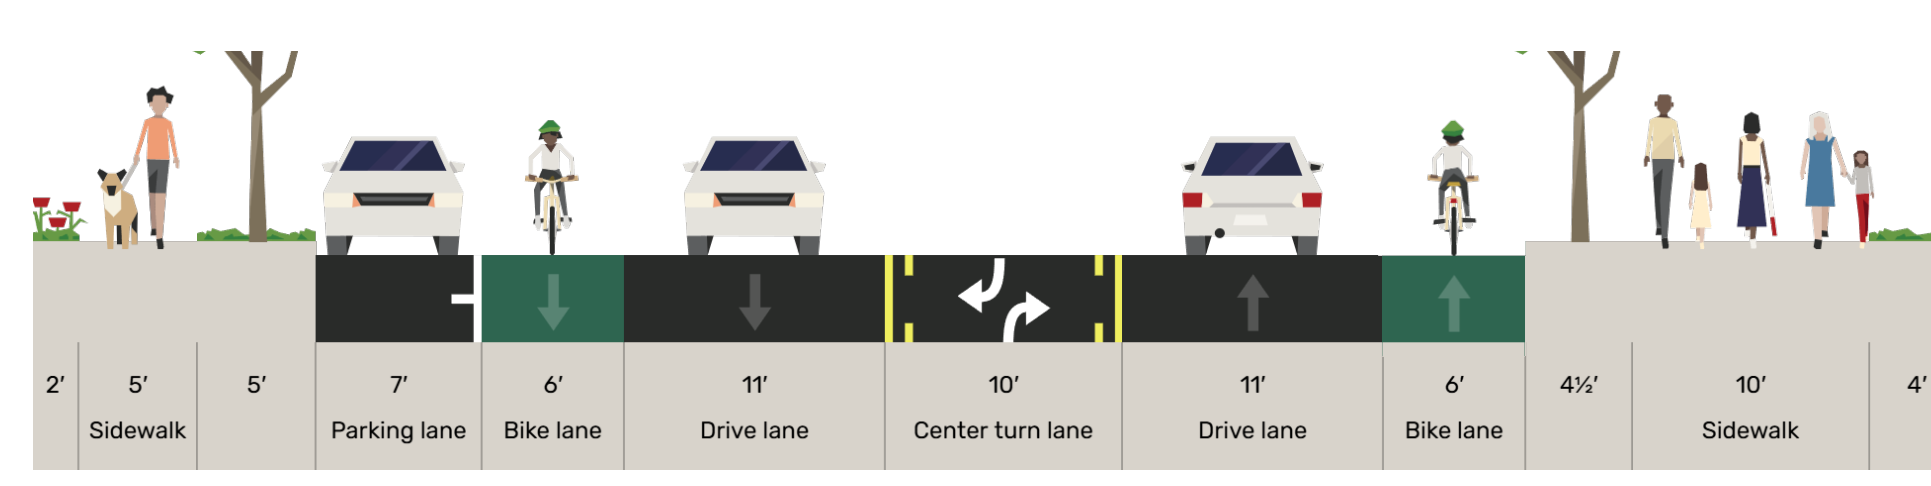 2′ 5′ 5′ 7′ 6′ 11′ 10′ 11′ 6′ 4½′ 10′ 4′
Sidewalk Parking lane Bike lane Drive lane Center turn lane Drive lane Bike lane Sidewalk